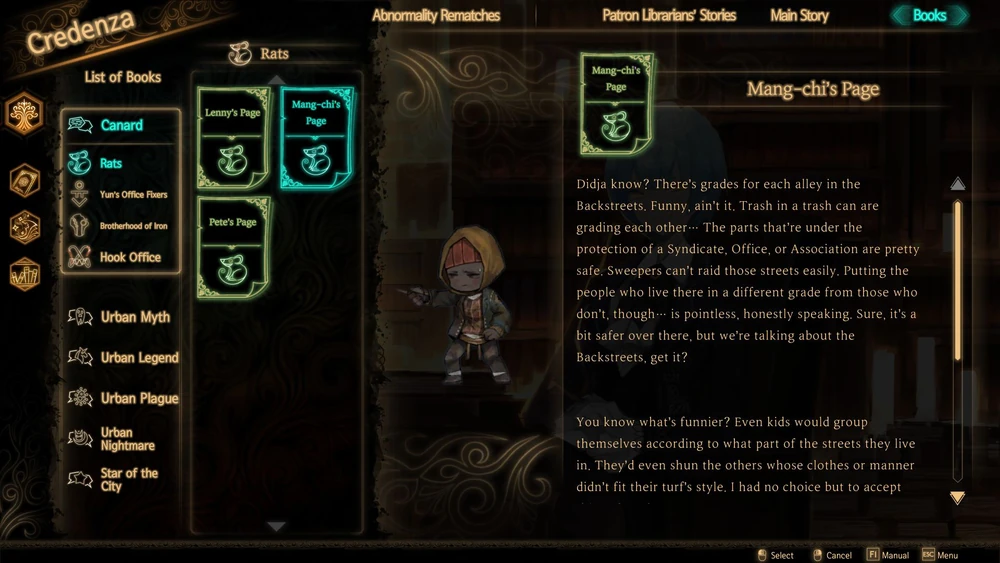 Credenza
Abnormality Rematches
Patron Librarians' Stories
Main Story
Books
List of Books
Canard
Rats
Yun's Office Fixers
Brotherhood of Iron
Hook Office
Urban Myth
Urban Legend
Urban Plague
Urban
Nightmare
Star of the
City
Rats
Lenny's Page
Mang-chi's
Page
Pete's Page
Mang-chi's
Page
Mang-chi's Page
Didja know? There's grades for each alley in the
Backstreets. Funny, ain't it. Trash in a trash can are
grading each other··· The parts that're under the
protection of a Syndicate, Office, or Association are pretty
safe. Sweepers can't raid those streets easily. Putting the
people who live there in a different grade from those who
don't, though··· is pointless, honestly speaking. Sure, it's a
bit safer over there, but we're talking about the
Backstreets, get it?
You know what's funnier? Even kids would group
themselves according to what part of the streets they live
in. They'd even shun the others whose clothes or manner
didn't fit their turf's style. I had no choice but to accept
Select
Cancel
F1 Manual
ESC Menu